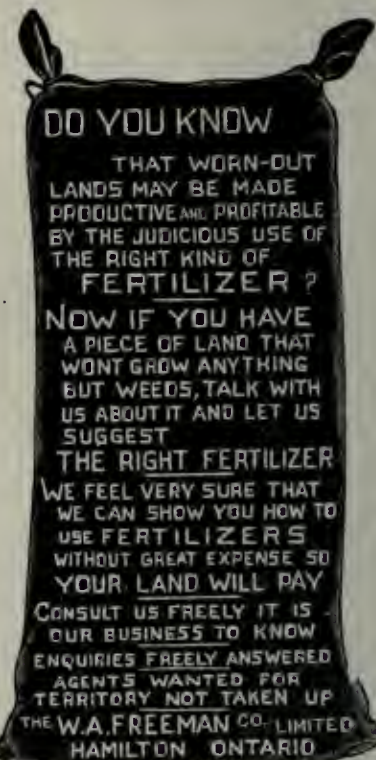 DO YOU KNOW
THAT WORN-OUT
LANDS MAY BE MADE
PRODUCTIVE AND PROFITABLE
BY THE JUDICIOUS USE OF
THE RIGHT KIND OF
FERTILIZER ?
NOW IF YOU HAVE
A PIECE OF LAND THAT
WONT GROW ANYTHING
BUT WEEDS, TALK WITH
US ABOUT IT AND LET US
SUGGEST
THE RIGHT FERTILIZER
WE FEEL VERY SURE THAT
WE CAN SHOW YOU HOW TO
USE FERTILIZERS
WITHOUT GREAT EXPENSE SO
YOUR LAND WILL PAY
CONSULT US FREELY IT IS
OUR BUSINESS TO KNOW
ENQUIRIES FREELY ANSWERED
AGENTS WANTED FOR
TERRITORY NOT TAKEN UP
THE W.A. FREEMAN CO. LIMITED
HAMILTON ONTARIO